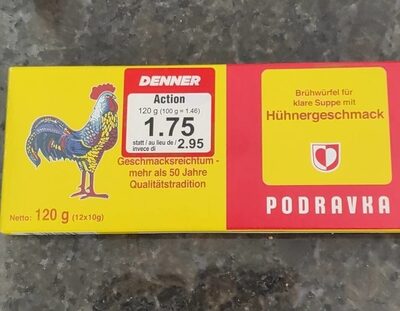 DENNER
Action
120 g (100 g = 1.46)
1.75
statt / au lieu de /
invece di
2.95
Geschmacksreichtum -
mehr als 50 Jahre
Qualitätstradition
Netto: 120 g (12x10g)
Brühwürfel für
klare Suppe mit
Hühnergeschmack
PODRAVKA